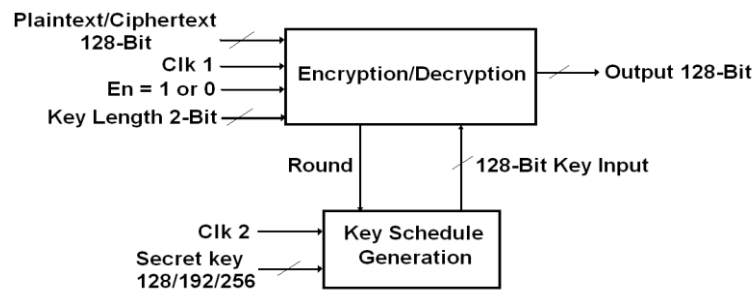 Plaintext/Ciphertext
128-Bit
Clk 1
En = 1 or 0
Key Length 2-Bit
Encryption/Decryption
Output 128-Bit
Round
128-Bit Key Input
Clk 2
Secret key
128/192/256
Key Schedule
Generation